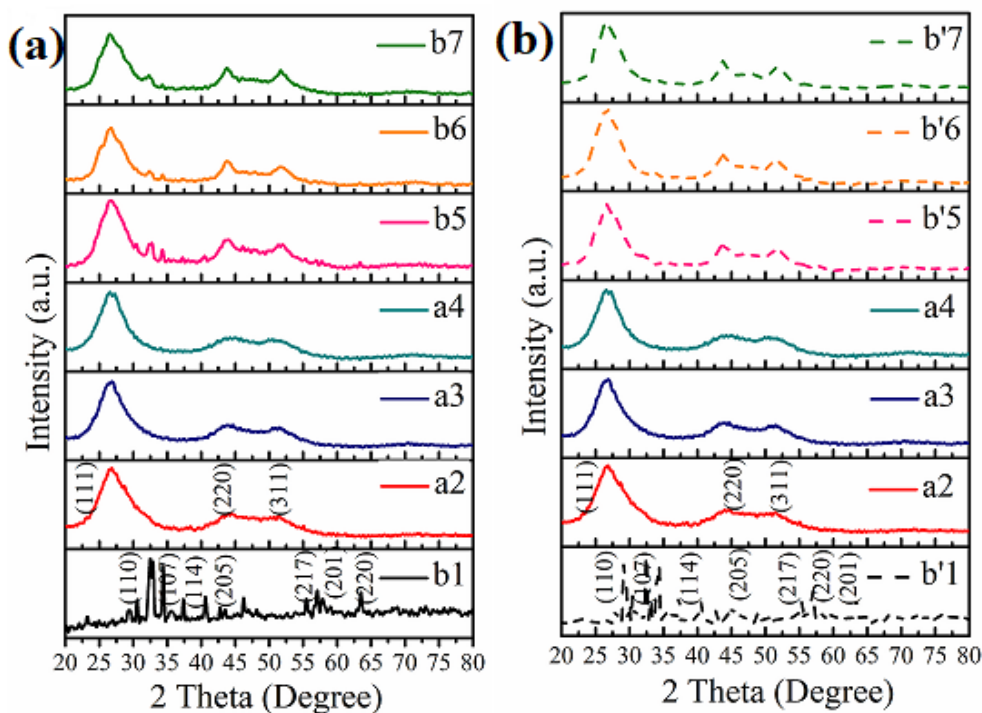 (a)
b7
b6
b5
a4
a3
(111)
(220)
(311)
a2
(110)
(107)
(114)
(205)
(217)
(201)
(220)
b1
20 25 30 35 40 45 50 55 60 65 70 75 80
2 Theta (Degree)
Intensity (a.u.)
(b)
b'7
b'6
b'5
a4
a3
(111)
(220)
(311)
a2
(110)
(107)
(114)
(205)
(217)
(220)
(201)
b'1
20 25 30 35 40 45 50 55 60 65 70 75 80
2 Theta (Degree)
Intensity (a.u.)